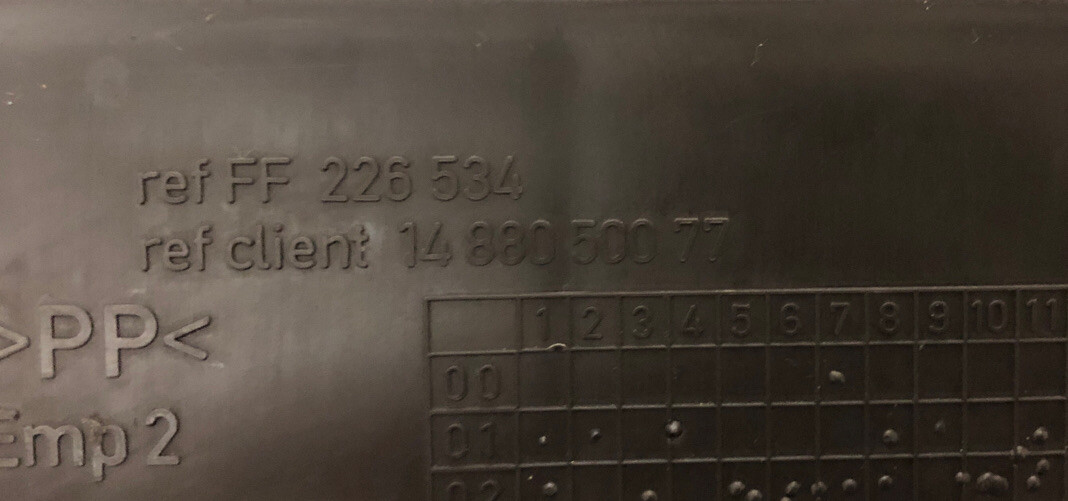 ref FF 226 534
ref client 14 880 500 77
>PP<
Emp 2
1 2 3 4 5 6 7 8 9 10 11
00
01
02